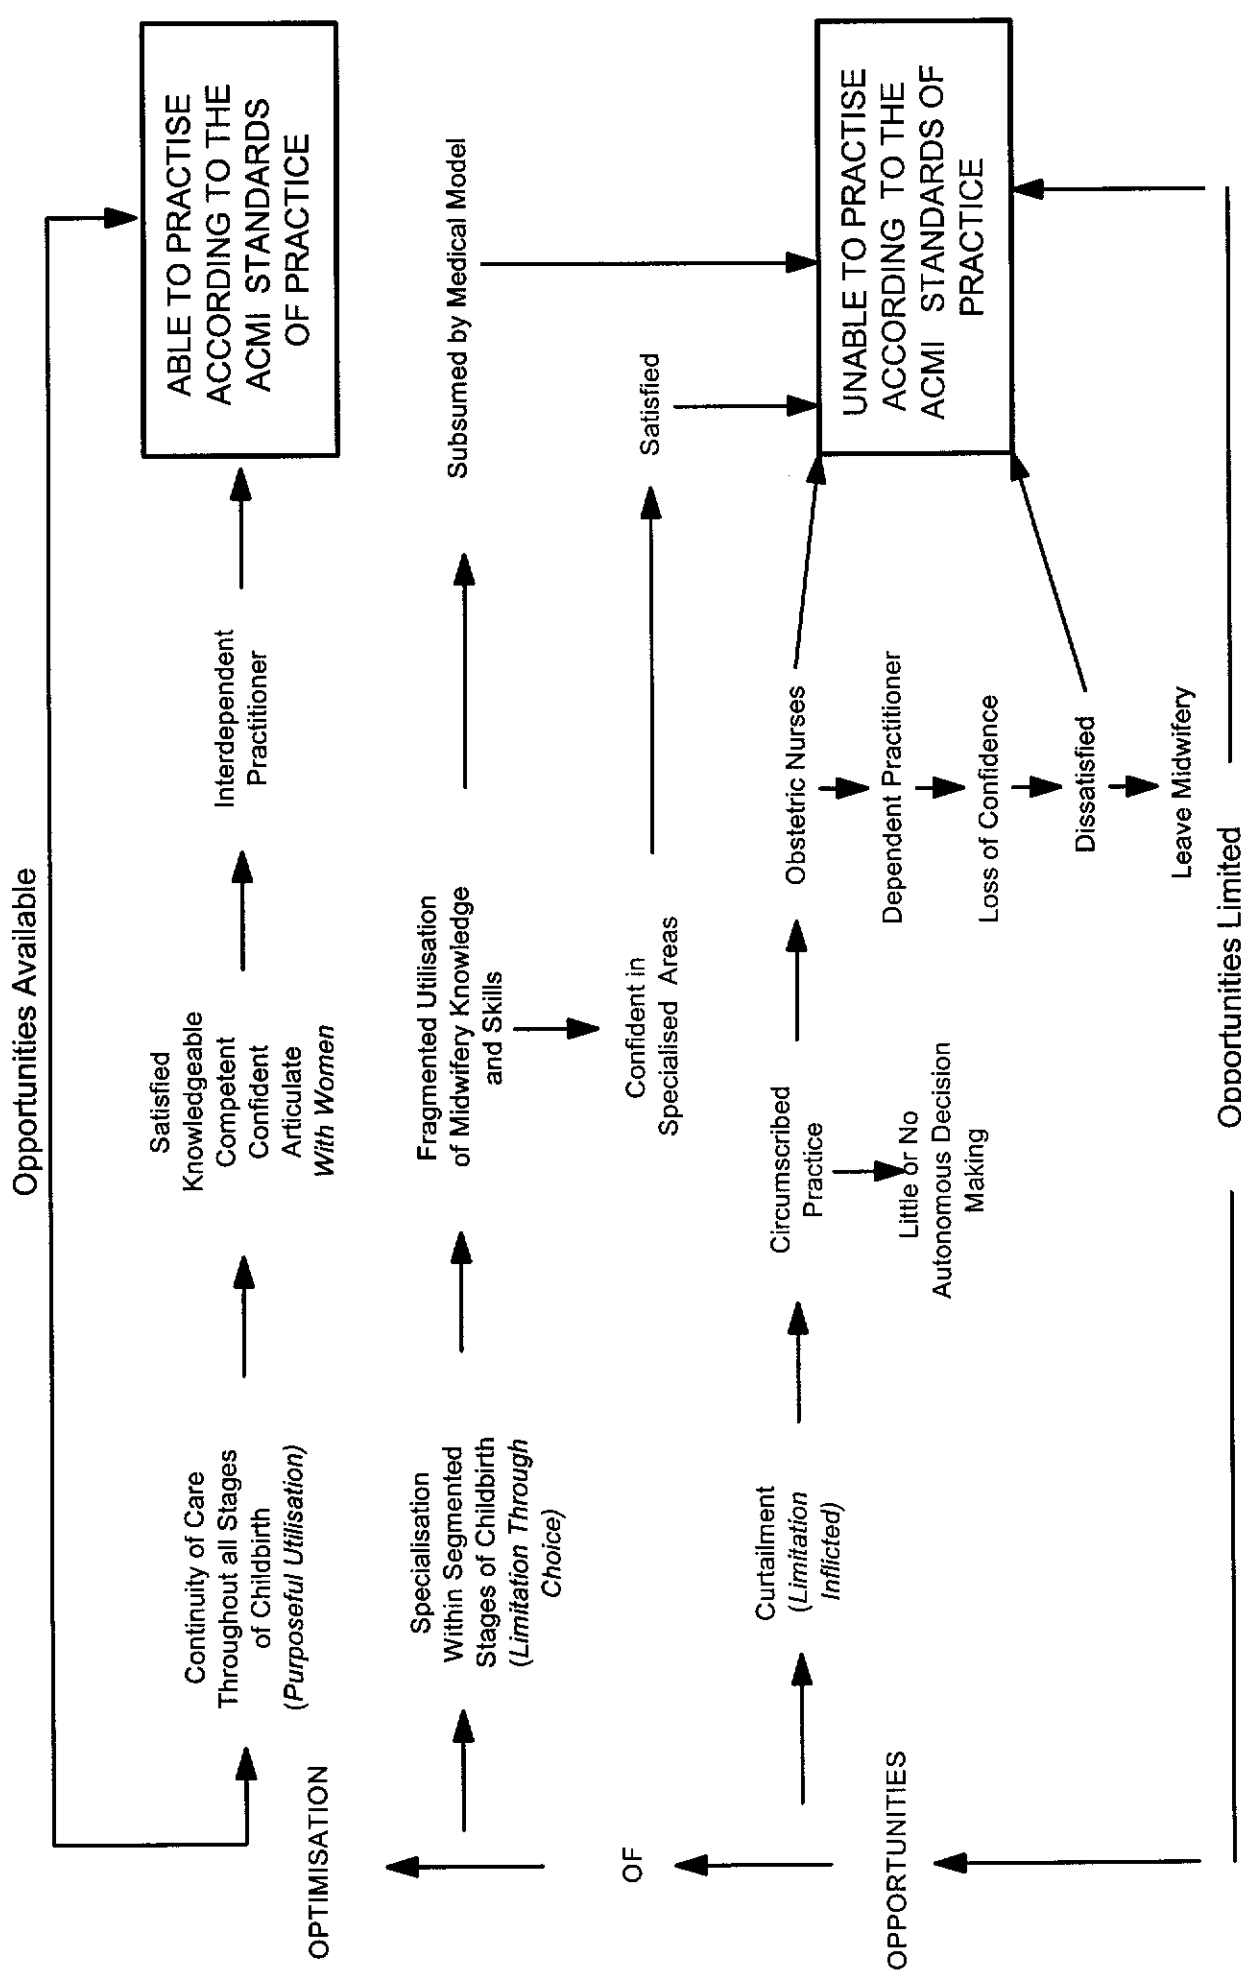 Opportunities Available
OPTIMISATION
OF
OPPORTUNITIES
Continuity of Care
Throughout all Stages
of Childbirth
(Purposeful Utilisation)
Satisfied
Knowledgeable
Competent
Confident
Articulate
With Women
Interdependent
Practitioner
ABLE TO PRACTISE
ACCORDING TO THE
ACMI STANDARDS
OF PRACTICE
Specialisation
Within Segmented
Stages of Childbirth
(Limitation Through
Choice)
Fragmented Utilisation
of Midwifery Knowledge
and Skills
Subsumed by Medical Model
Confident in
Specialised Areas
Satisfied
Curtailment
(Limitation
Inflicted)
Circumscribed
Practice
Little or No
Autonomous Decision
Making
Obstetric Nurses
Dependent Practitioner
Loss of Confidence
Dissatisfied
Leave Midwifery
UNABLE TO PRACTISE
ACCORDING TO THE
ACMI STANDARDS OF
PRACTICE
Opportunities Limited